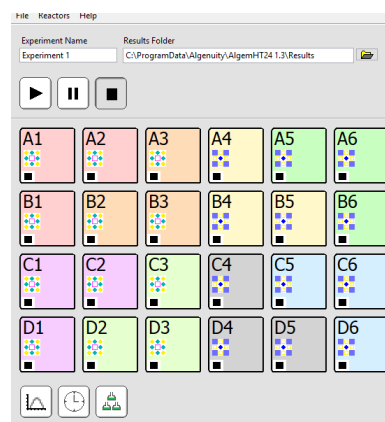 File Reactors Help
Experiment Name Results Folder
Experiment 1 C:\ProgramData\Algenuity\AlgemHT24 1.3\Results
A1 A2 A3 A4 A5 A6
B1 B2 B3 B4 B5 B6
C1 C2 C3 C4 C5 C6
D1 D2 D3 D4 D5 D6